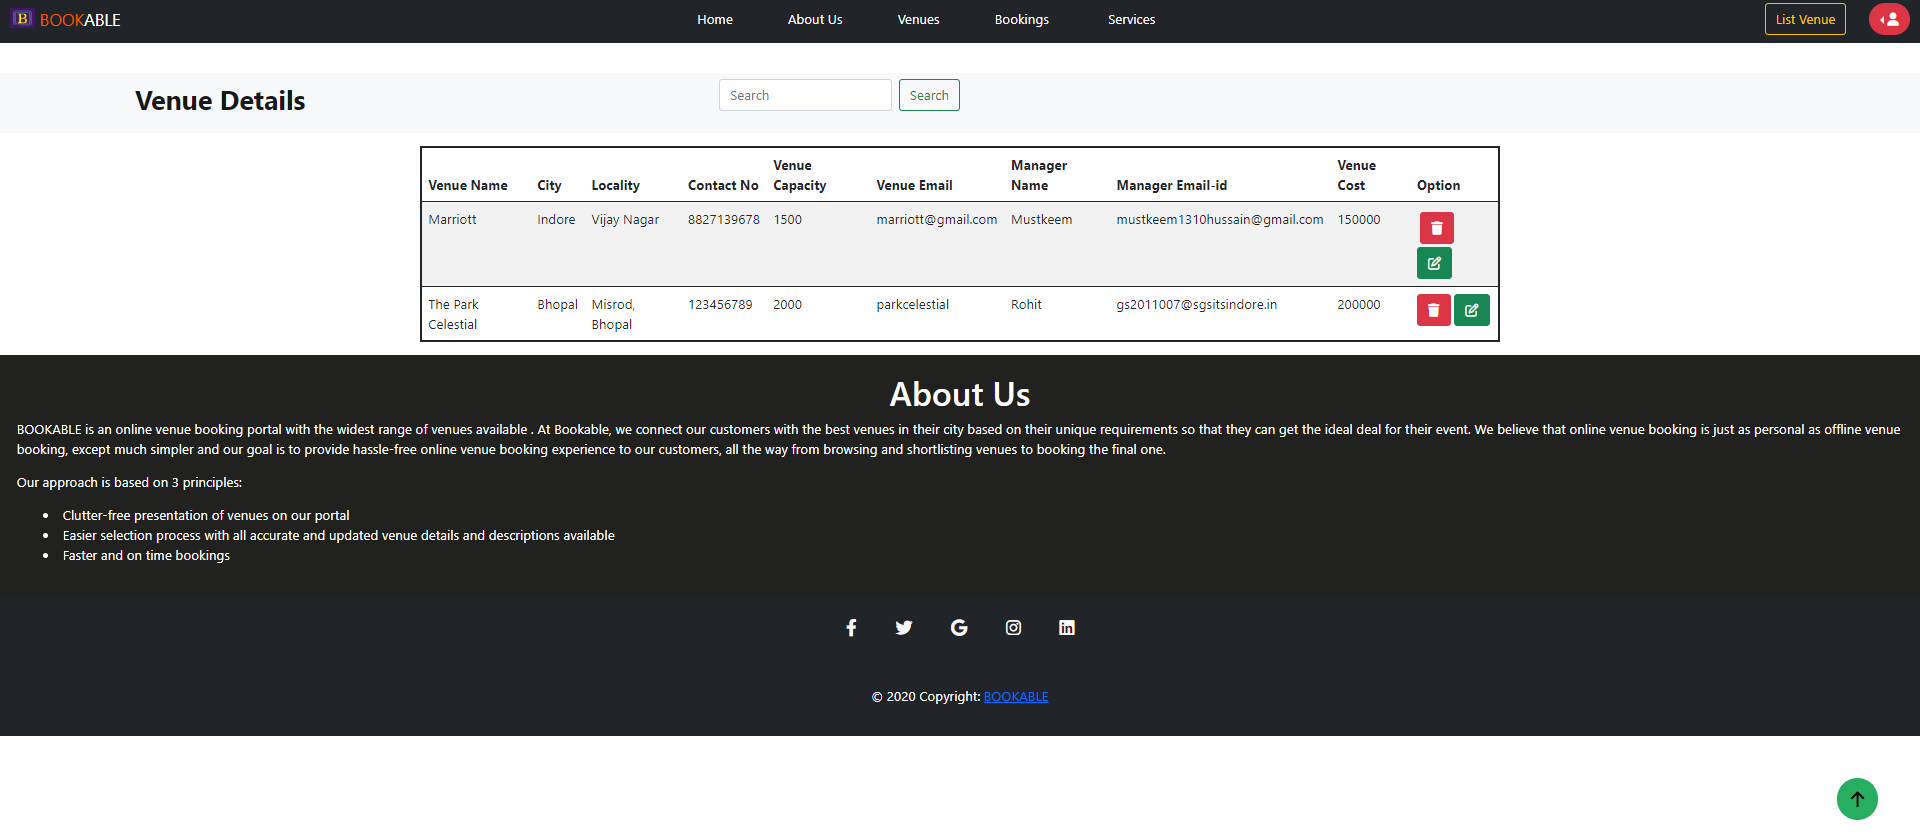 B BOOKABLE Home About Us Venues Bookings Services List Venue
Venue Details Search Search
Venue Name City Locality Contact No Venue Capacity Venue Email Manager Name Manager Email-id Venue Cost Option
Marriott Indore Vijay Nagar 8827139678 1500 marriott@gmail.com Mustkeem mustkeem1310hussain@gmail.com 150000
The Park Celestial Bhopal Misrod, Bhopal 123456789 2000 parkcelestial Rohit gs2011007@sgsitsindore.in 200000
About Us
BOOKABLE is an online venue booking portal with the widest range of venues available . At Bookable, we connect our customers with the best venues in their city based on their unique requirements so that they can get the ideal deal for their event. We believe that online venue booking is just as personal as offline venue
booking, except much simpler and our goal is to provide hassle-free online venue booking experience to our customers, all the way from browsing and shortlisting venues to booking the final one.
Our approach is based on 3 principles:
• Clutter-free presentation of venues on our portal
• Easier selection process with all accurate and updated venue details and descriptions available
• Faster and on time bookings
© 2020 Copyright: BOOKABLE